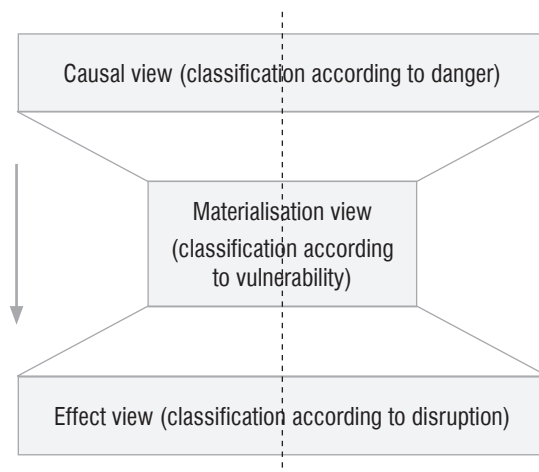 Causal view (classification according to danger)
Materialisation view
(classification according
to vulnerability)
Effect view (classification according to disruption)